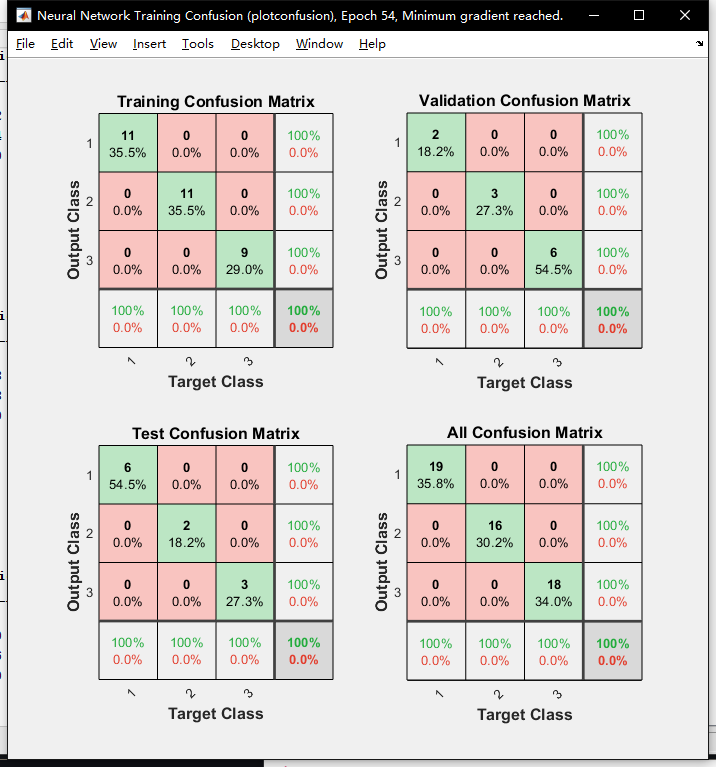 Neural Network Training Confusion (plotconfusion), Epoch 54, Minimum gradient reached.
File Edit View Insert Tools Desktop Window Help
Training Confusion Matrix
Output Class
1
11 0 0 100%
35.5% 0.0% 0.0% 0.0%
2
0 11 0 100%
0.0% 35.5% 0.0% 0.0%
3
0 0 9 100%
0.0% 0.0% 29.0% 0.0%
100% 100% 100% 100%
0.0% 0.0% 0.0% 0.0%
1 2 3
Target Class
Validation Confusion Matrix
Output Class
1
2 0 0 100%
18.2% 0.0% 0.0% 0.0%
2
0 3 0 100%
0.0% 27.3% 0.0% 0.0%
3
0 0 6 100%
0.0% 0.0% 54.5% 0.0%
100% 100% 100% 100%
0.0% 0.0% 0.0% 0.0%
1 2 3
Target Class
Test Confusion Matrix
Output Class
1
6 0 0 100%
54.5% 0.0% 0.0% 0.0%
2
0 2 0 100%
0.0% 18.2% 0.0% 0.0%
3
0 0 3 100%
0.0% 0.0% 27.3% 0.0%
100% 100% 100% 100%
0.0% 0.0% 0.0% 0.0%
1 2 3
Target Class
All Confusion Matrix
Output Class
1
19 0 0 100%
35.8% 0.0% 0.0% 0.0%
2
0 16 0 100%
0.0% 30.2% 0.0% 0.0%
3
0 0 18 100%
0.0% 0.0% 34.0% 0.0%
100% 100% 100% 100%
0.0% 0.0% 0.0% 0.0%
1 2 3
Target Class